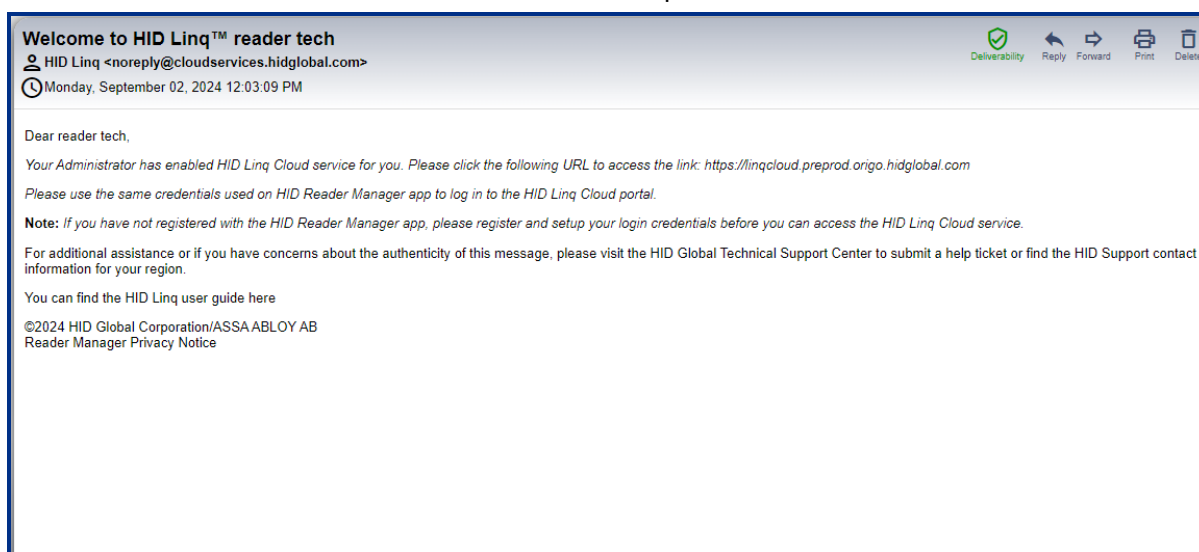 Welcome to HID Linq™ reader tech
HID Linq <noreply@cloudservices.hidglobal.com>
Monday, September 02, 2024 12:03:09 PM
Deliverability Reply Forward Print Delete
Dear reader tech,
Your Administrator has enabled HID Linq Cloud service for you. Please click the following URL to access the link: https://linqcloud.preprod.origo.hidglobal.com
Please use the same credentials used on HID Reader Manager app to log in to the HID Linq Cloud portal.
Note: If you have not registered with the HID Reader Manager app, please register and setup your login credentials before you can access the HID Linq Cloud service.
For additional assistance or if you have concerns about the authenticity of this message, please visit the HID Global Technical Support Center to submit a help ticket or find the HID Support contact
information for your region.
You can find the HID Linq user guide here
©2024 HID Global Corporation/ASSA ABLOY AB
Reader Manager Privacy Notice